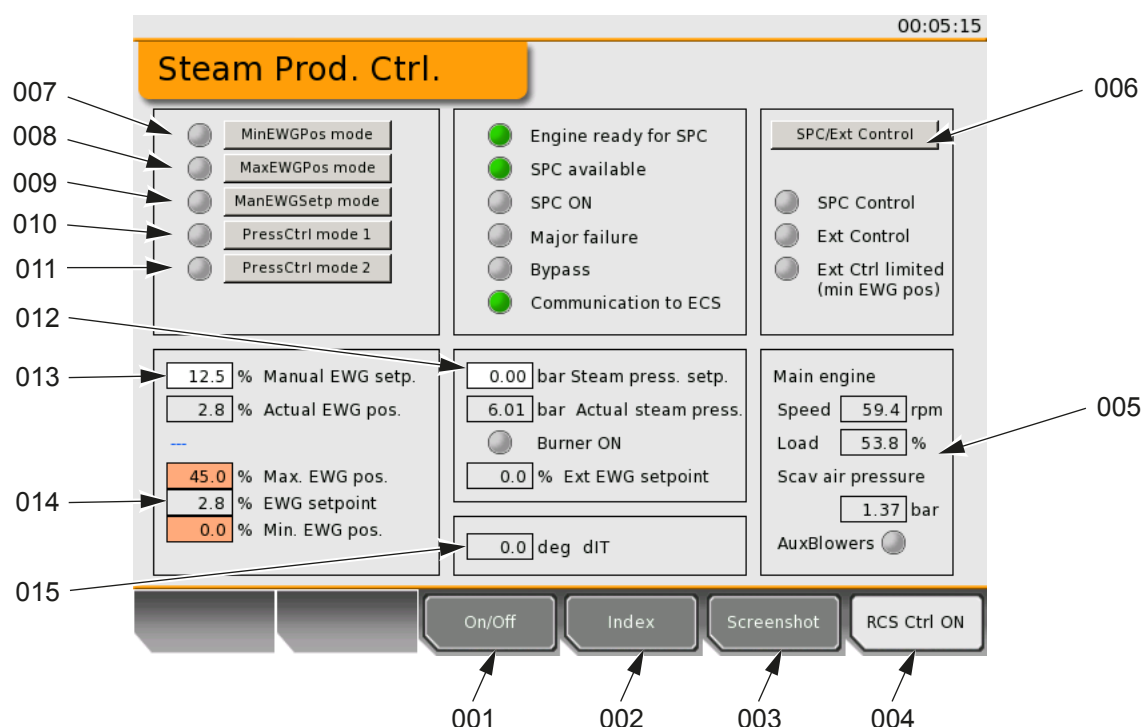 00:05:15
Steam Prod. Ctrl.
007
008
009
010
011
012
013
014
015
MinEWGPos mode
MaxEWGPos mode
ManEWGSetp mode
PressCtrl mode 1
PressCtrl mode 2
Engine ready for SPC
SPC available
SPC ON
Major failure
Bypass
Communication to ECS
SPC/Ext Control
SPC Control
Ext Control
Ext Ctrl limited
(min EWG pos)
006
12.5 % Manual EWG setp.
2.8 % Actual EWG pos.
---
45.0 % Max. EWG pos.
2.8 % EWG setpoint
0.0 % Min. EWG pos.
0.00 bar Steam press. setp.
6.01 bar Actual steam press.
Burner ON
0.0 % Ext EWG setpoint
0.0 deg dIT
Main engine
Speed 59.4 rpm
Load 53.8 %
Scav air pressure
1.37 bar
AuxBlowers
005
On/Off
Index
Screenshot
RCS Ctrl ON
001
002
003
004